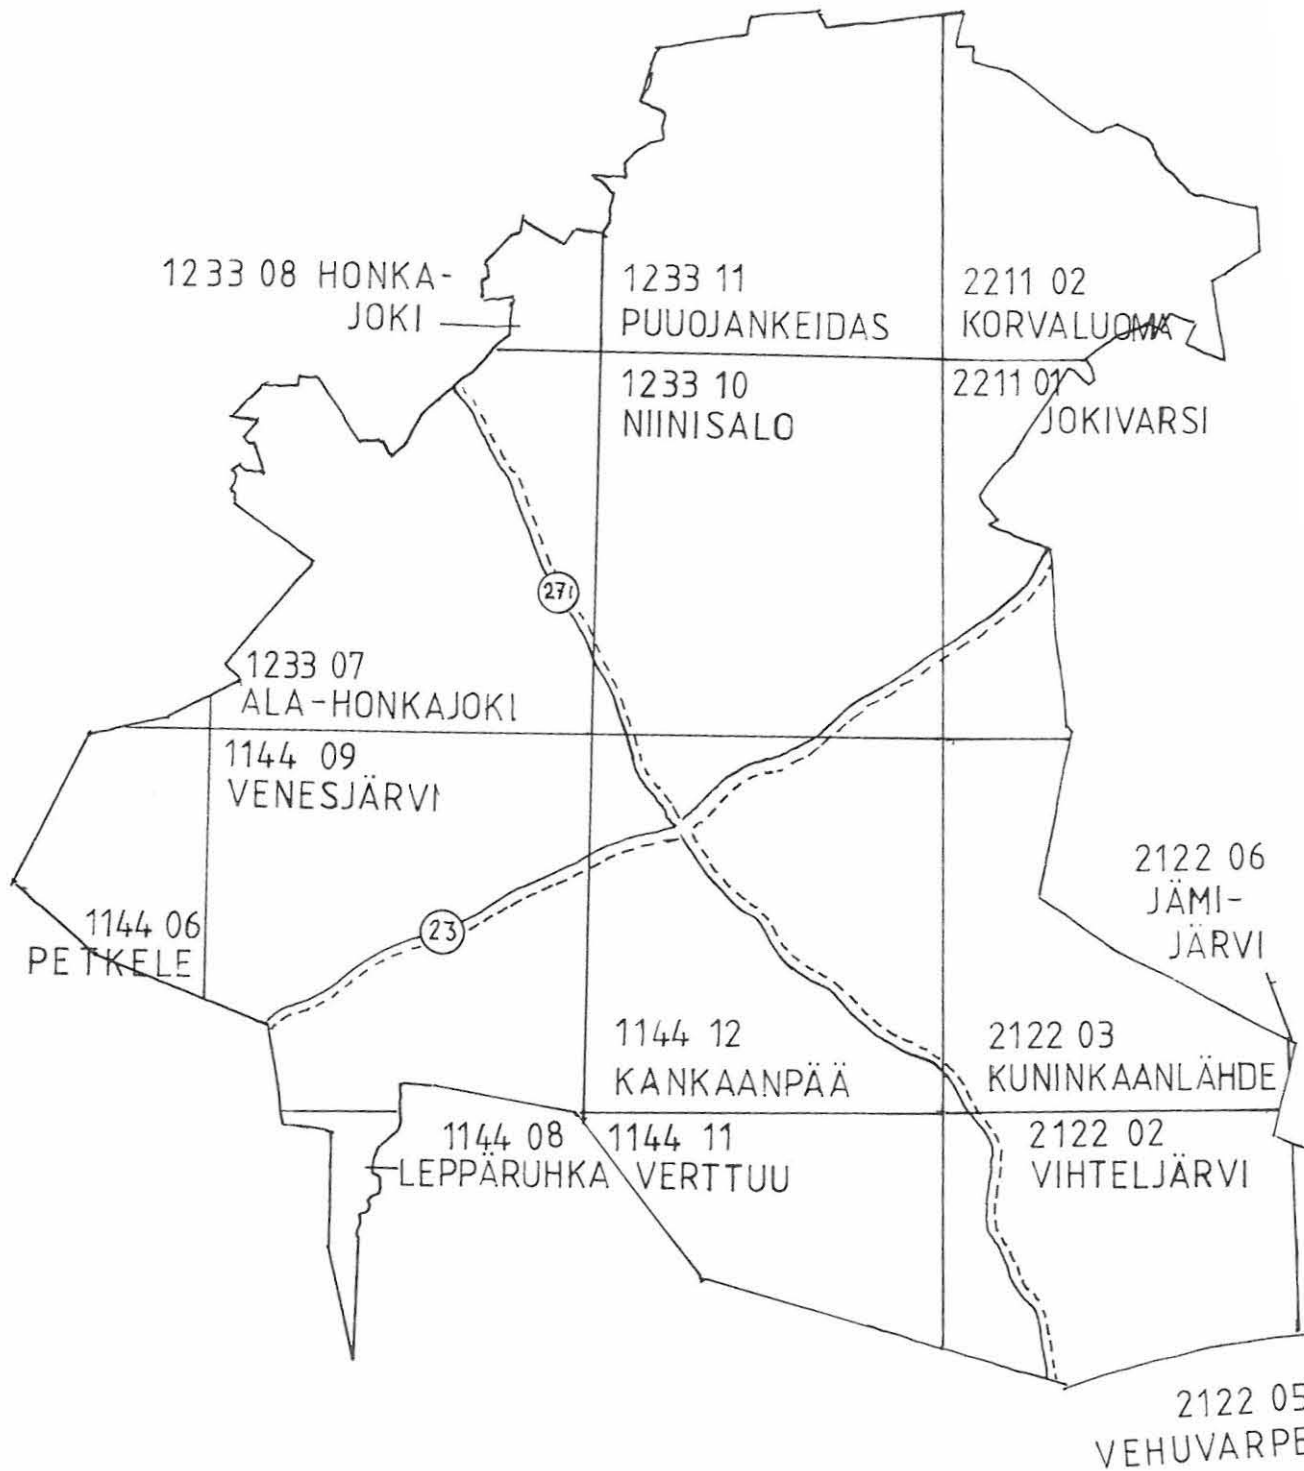 1233 08 HONKA-
JOKI
1233 11
PUUOJANKEIDAS
2211 02
KORVALUOMA
1233 10
NIINISALO
2211 01
JOKIVARSI
271
1233 07
ALA-HONKAJOKI
1144 09
VENESJÄRVI
2122 06
JÄMI-
JÄRVI
1144 06
PETKELE
23
1144 12
KANKAANPÄÄ
2122 03
KUNINKAANLÄHDE
1144 08
LEPPÄRUHKA
1144 11
VERTTUU
2122 02
VIHTELJÄRVI
2122 05
VEHUVARPE